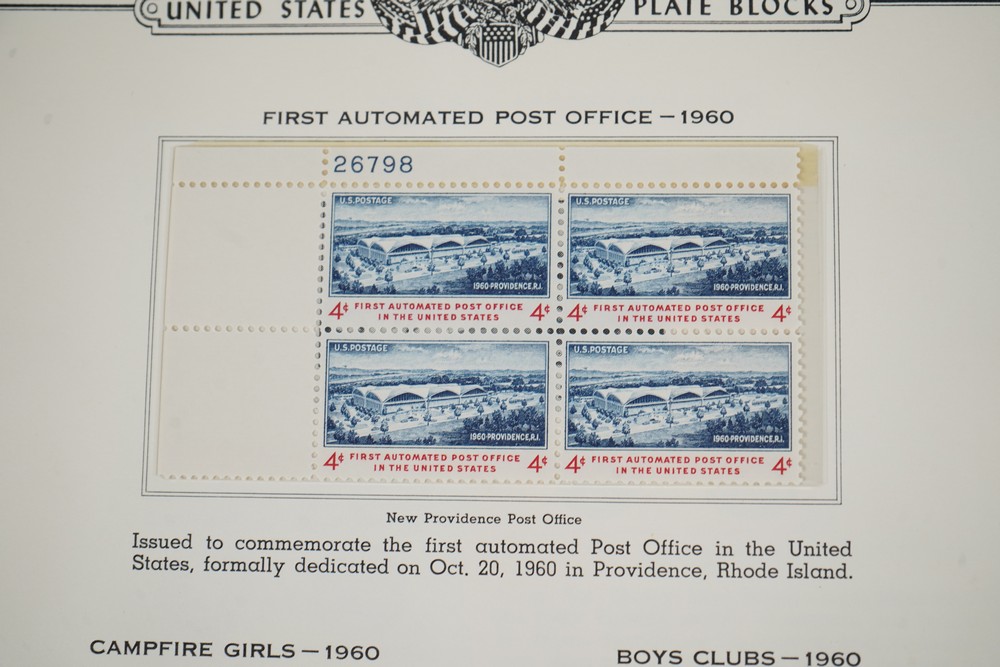 UNITED STATES PLATE BLOCKS
FIRST AUTOMATED POST OFFICE – 1960
26798
U.S. POSTAGE
1960·PROVIDENCE, R.I.
4¢ FIRST AUTOMATED POST OFFICE 4¢
IN THE UNITED STATES
U.S. POSTAGE
1960·PROVIDENCE, R.I.
4¢ FIRST AUTOMATED POST OFFICE 4¢
IN THE UNITED STATES
U.S. POSTAGE
1960·PROVIDENCE, R.I.
4¢ FIRST AUTOMATED POST OFFICE 4¢
IN THE UNITED STATES
U.S. POSTAGE
1960·PROVIDENCE, R.I.
4¢ FIRST AUTOMATED POST OFFICE 4¢
IN THE UNITED STATES
New Providence Post Office
Issued to commemorate the first automated Post Office in the United
States, formally dedicated on Oct. 20, 1960 in Providence, Rhode Island.
CAMPFIRE GIRLS – 1960
BOYS CLUBS – 1960